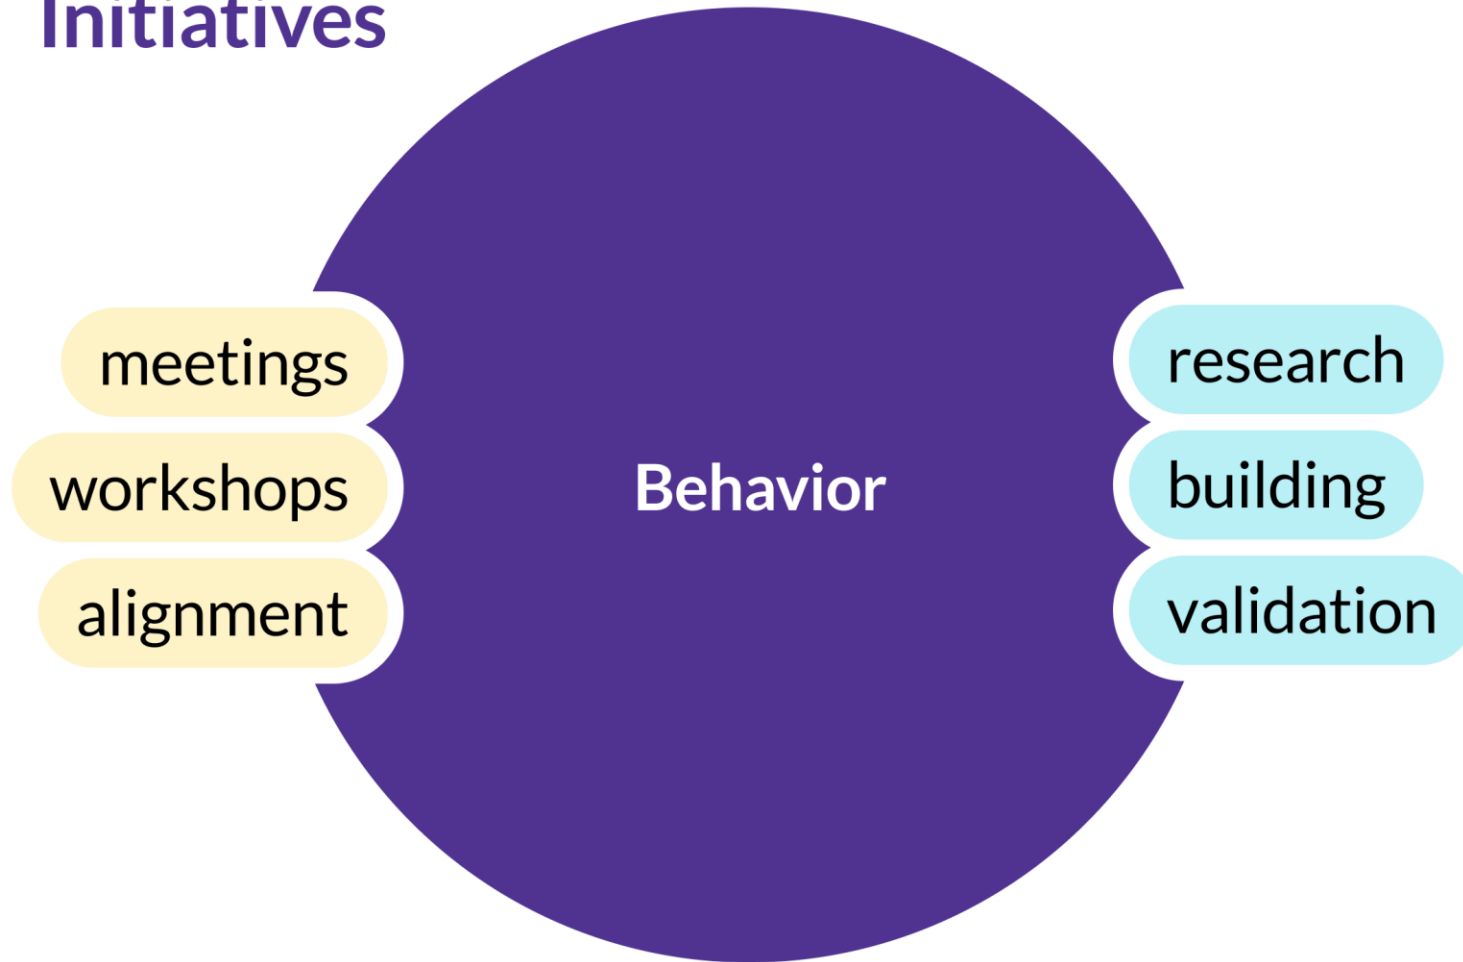 Initiatives
meetings
workshops
alignment
Behavior
research
building
validation